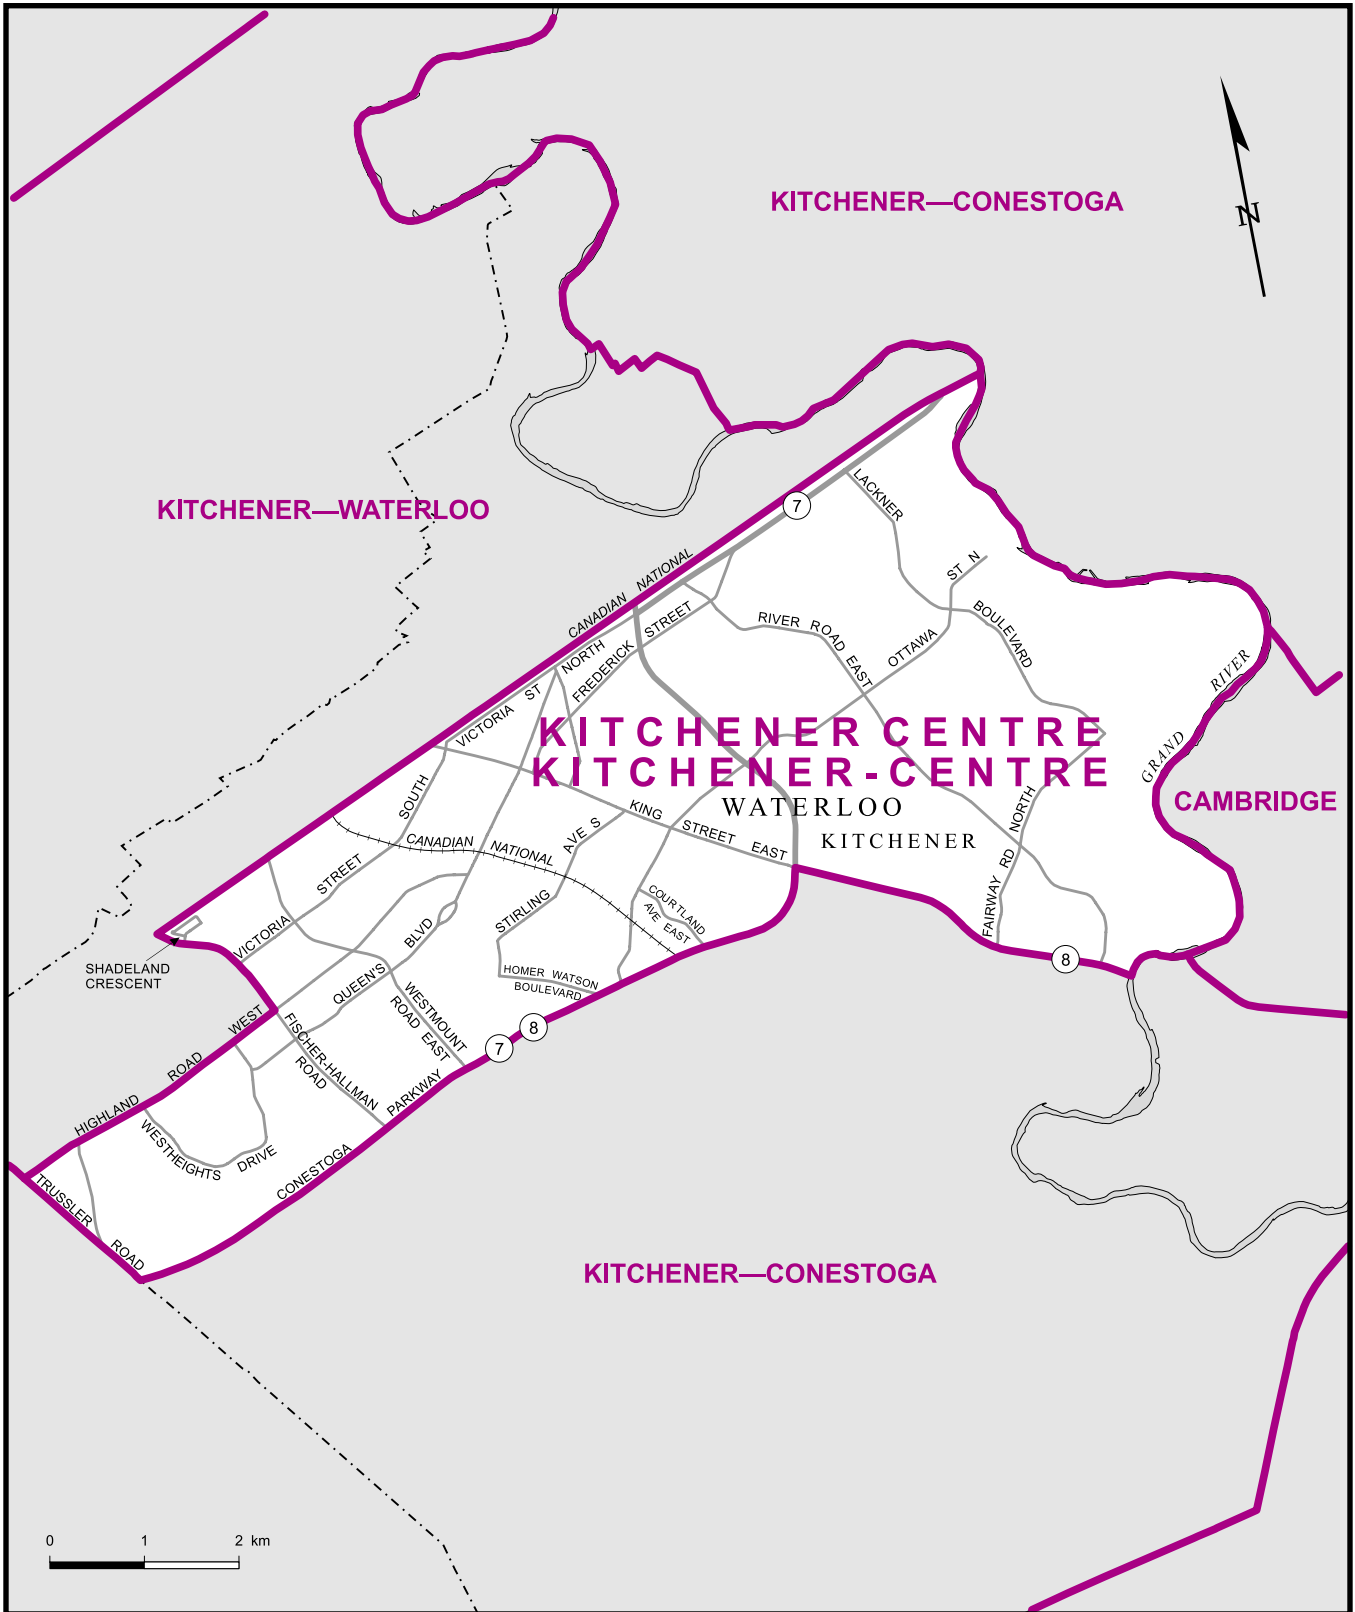 KITCHENER—CONESTOGA
N
KITCHENER—WATERLOO
7
LACKNER
BOULEVARD
CANADIAN NATIONAL
ST N
OTTAWA
RIVER ROAD EAST
FREDERICK STREET
VICTORIA ST NORTH
GRAND RIVER
KITCHENER CENTRE
KITCHENER-CENTRE
WATERLOO
KITCHENER
CAMBRIDGE
KING STREET EAST
SOUTH
STREET
VICTORIA
CANADIAN NATIONAL
STIRLING AVE S
COURTLAND
AVE EAST
FAIRWAY RD NORTH
8
QUEEN'S BLVD
HOMER WATSON
BOULEVARD
SHADELAND
CRESCENT
WESTMOUNT
ROAD EAST
FISCHER-HALLMAN
ROAD
8
7
HIGHLAND ROAD WEST
WESTHEIGHTS DRIVE
CONESTOGA PARKWAY
TRUSSLER ROAD
KITCHENER—CONESTOGA
0 1 2 km